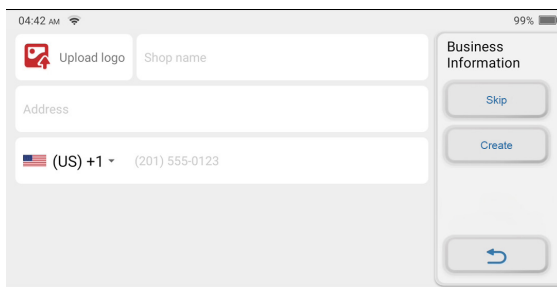 04:42 AM
99%
Upload logo
Shop name
Address
(US) +1
(201) 555-0123
Business
Information
Skip
Create